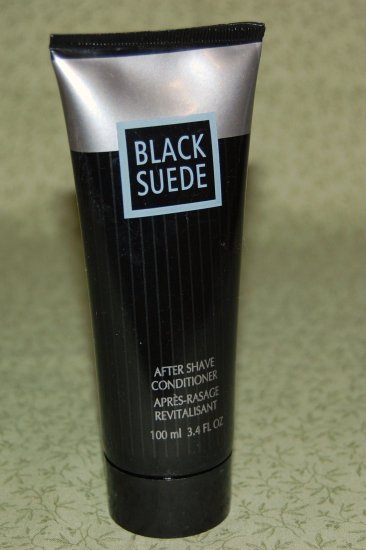 BLACK
SUEDE
AFTER SHAVE
CONDITIONER
APRÈS-RASAGE
REVITALISANT
100 ml 3.4 FL OZ